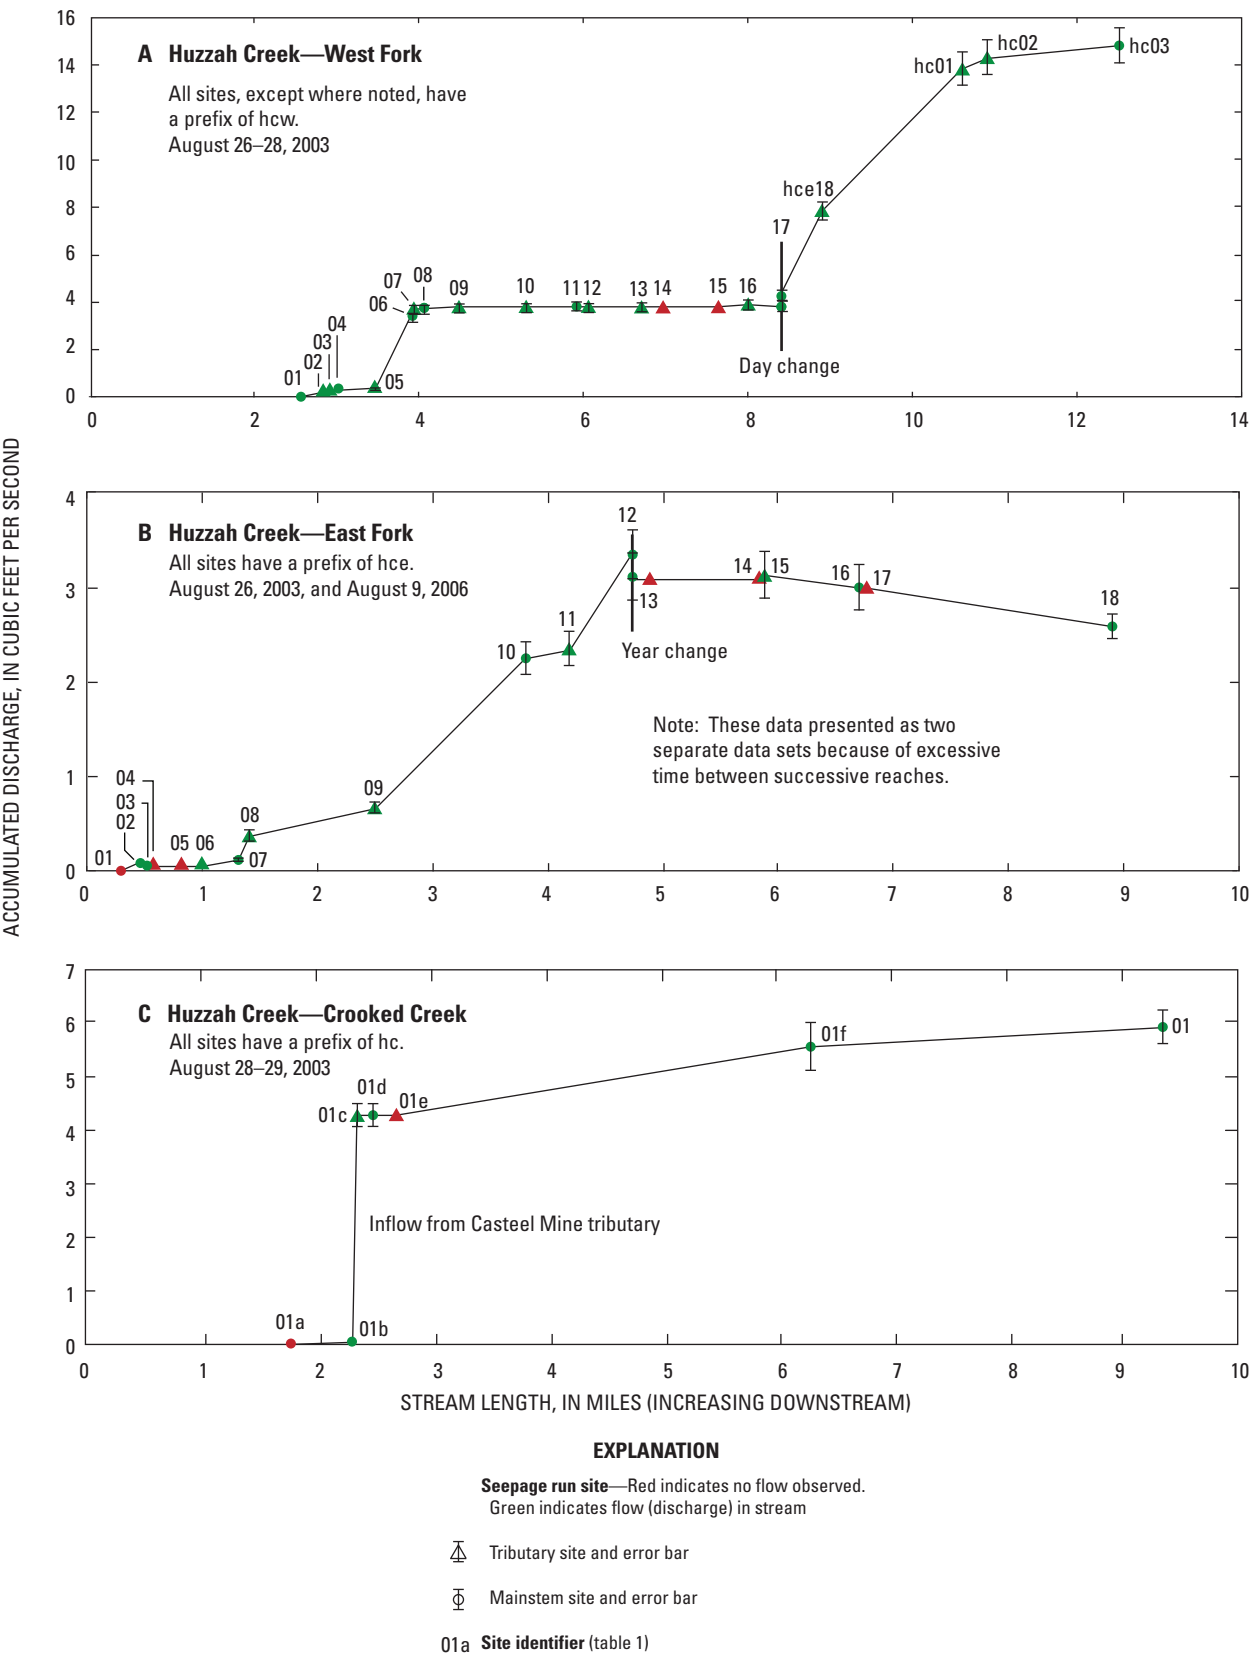 ACCUMULATED DISCHARGE, IN CUBIC FEET PER SECOND
A Huzzah Creek—West Fork
All sites, except where noted, have
a prefix of hcw.
August 26–28, 2003
16
14
12
10
8
6
4
2
0
01
02
03
04
05
06
07
08
09
10
11
12
13
14
15
16
17
hce18
hc01
hc02
hc03
Day change
0 2 4 6 8 10 12 14
B Huzzah Creek—East Fork
All sites have a prefix of hce.
August 26, 2003, and August 9, 2006
4
3
2
1
0
01
02
03
04
05
06
07
08
09
10
11
12
13
14
15
16
17
18
Year change
Note: These data presented as two
separate data sets because of excessive
time between successive reaches.
0 1 2 3 4 5 6 7 8 9 10
C Huzzah Creek—Crooked Creek
All sites have a prefix of hc.
August 28–29, 2003
7
6
5
4
3
2
1
0
01a
01b
01c
01d
01e
01f
01
Inflow from Casteel Mine tributary
0 1 2 3 4 5 6 7 8 9 10
STREAM LENGTH, IN MILES (INCREASING DOWNSTREAM)
EXPLANATION
Seepage run site—Red indicates no flow observed.
Green indicates flow (discharge) in stream
Tributary site and error bar
Mainstem site and error bar
01a Site identifier (table 1)